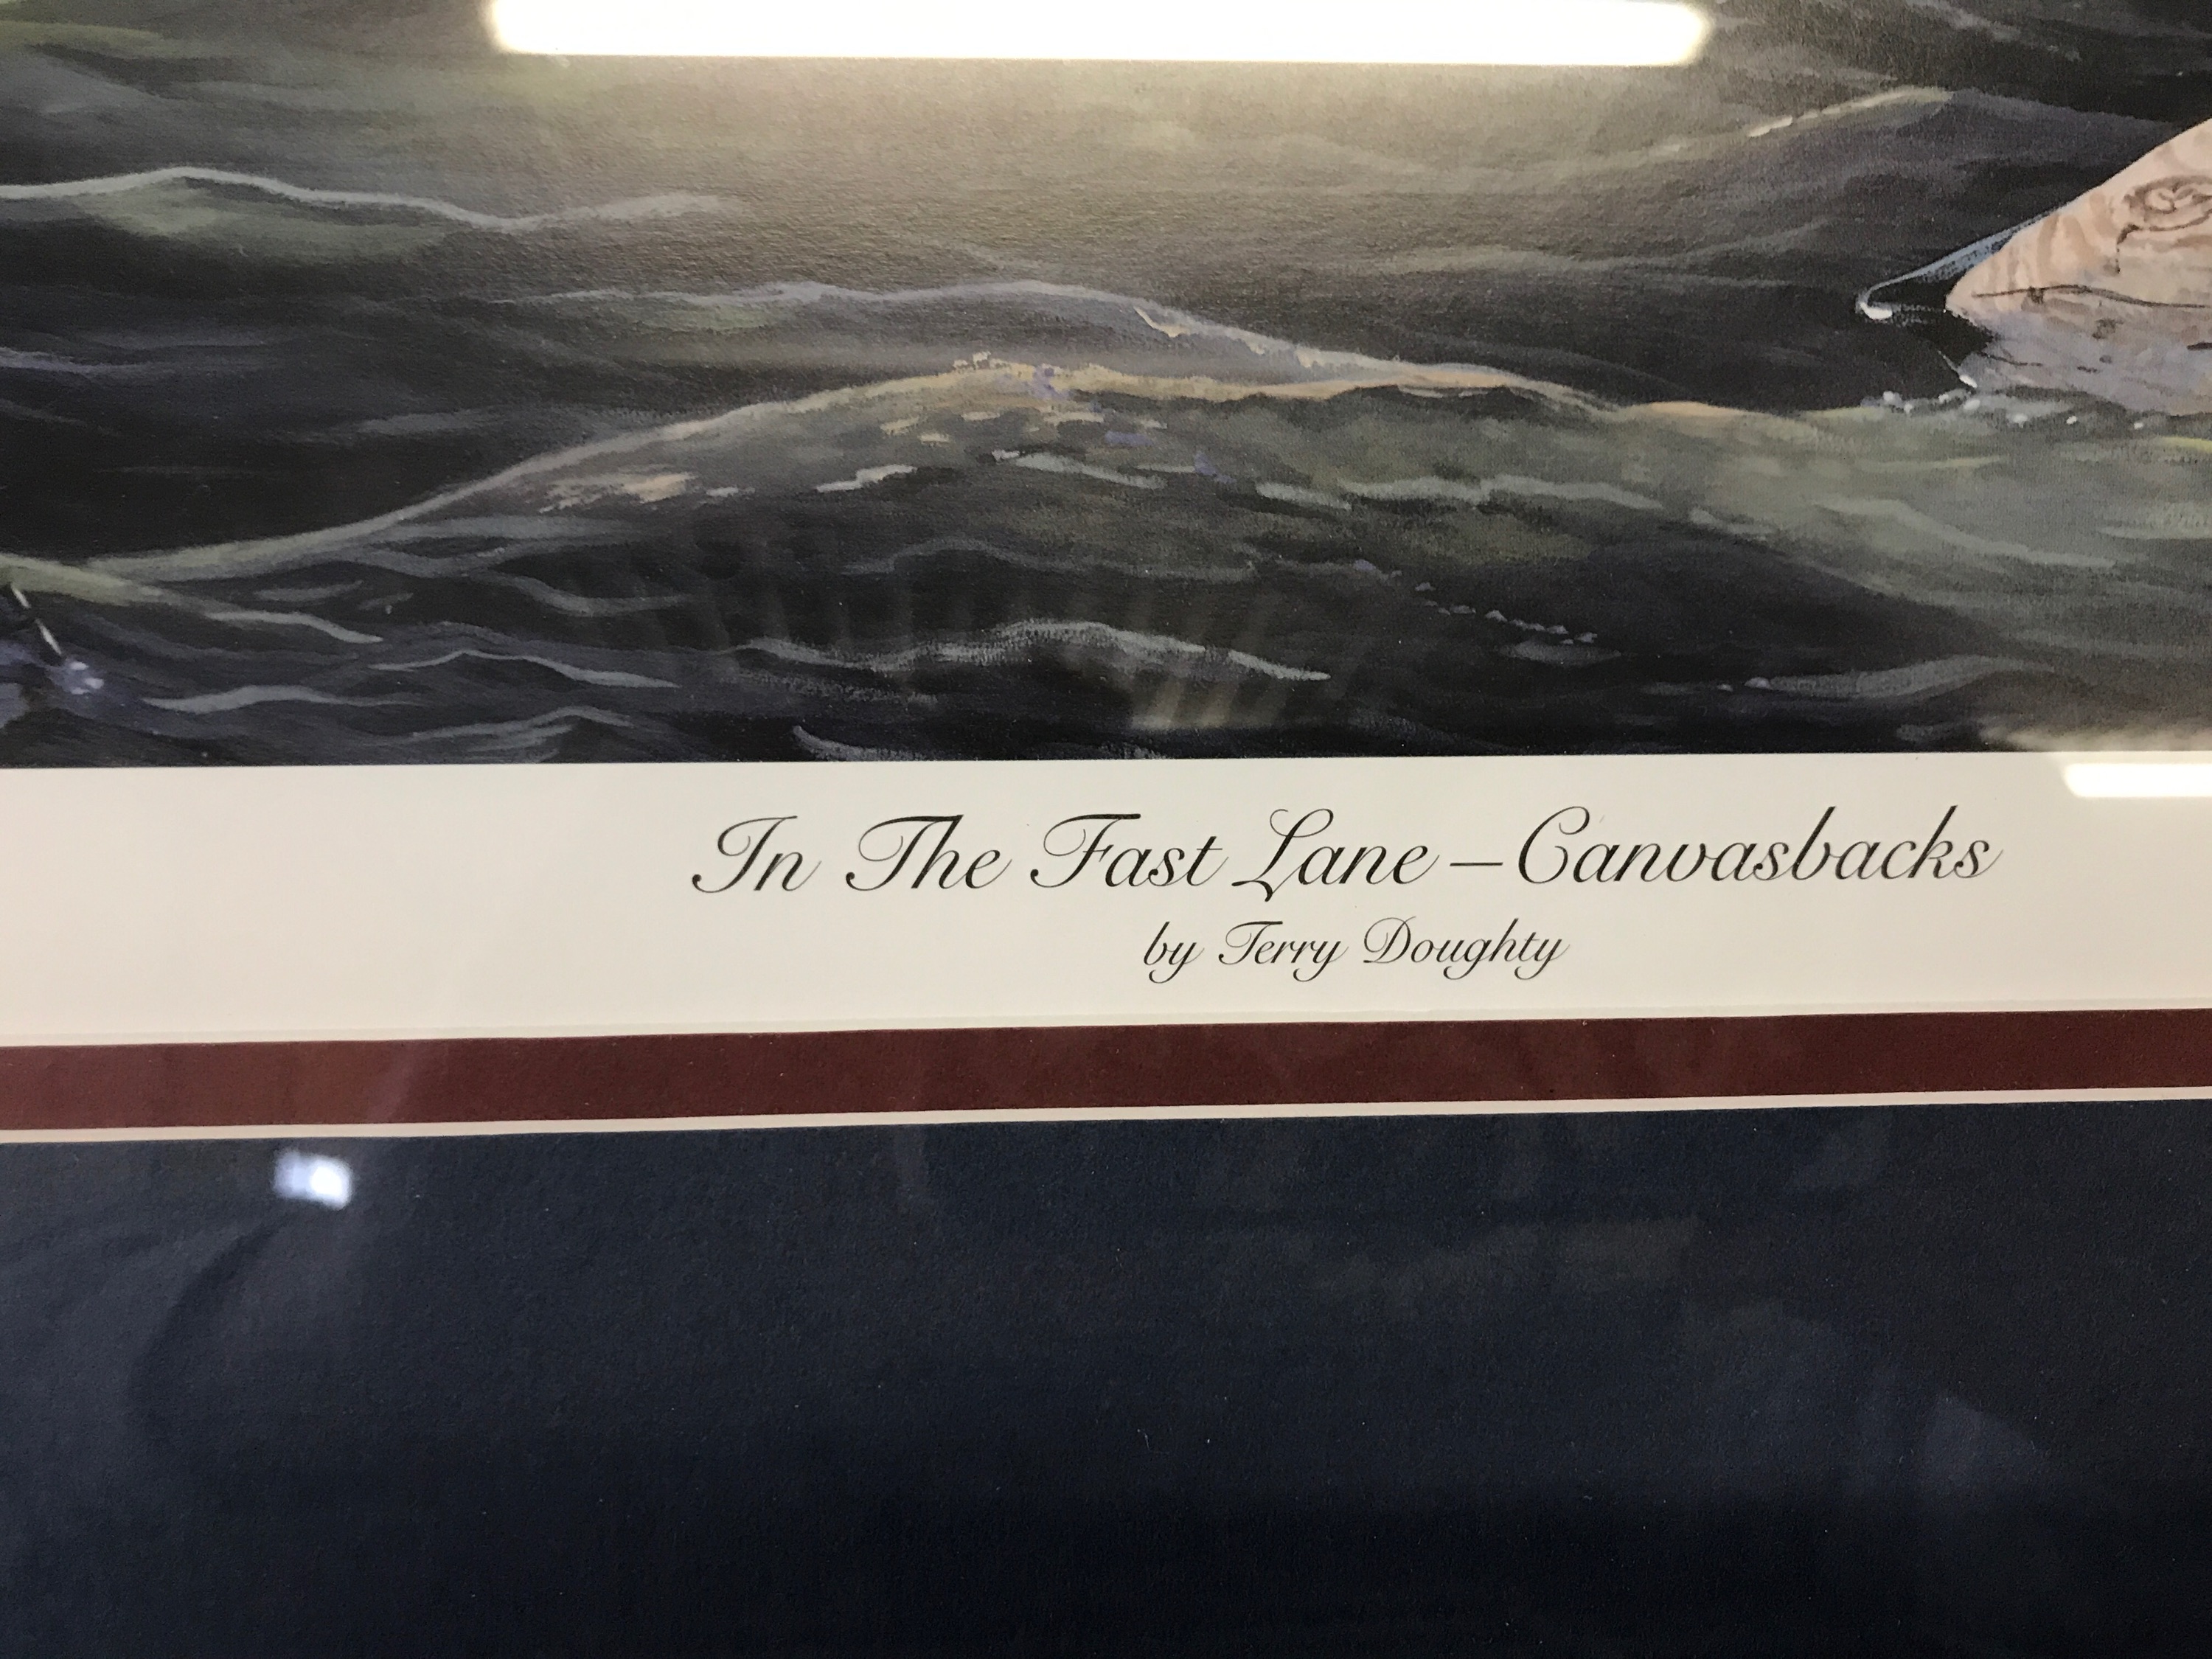 In The Fast Lane – Canvasbacks
by Terry Doughty